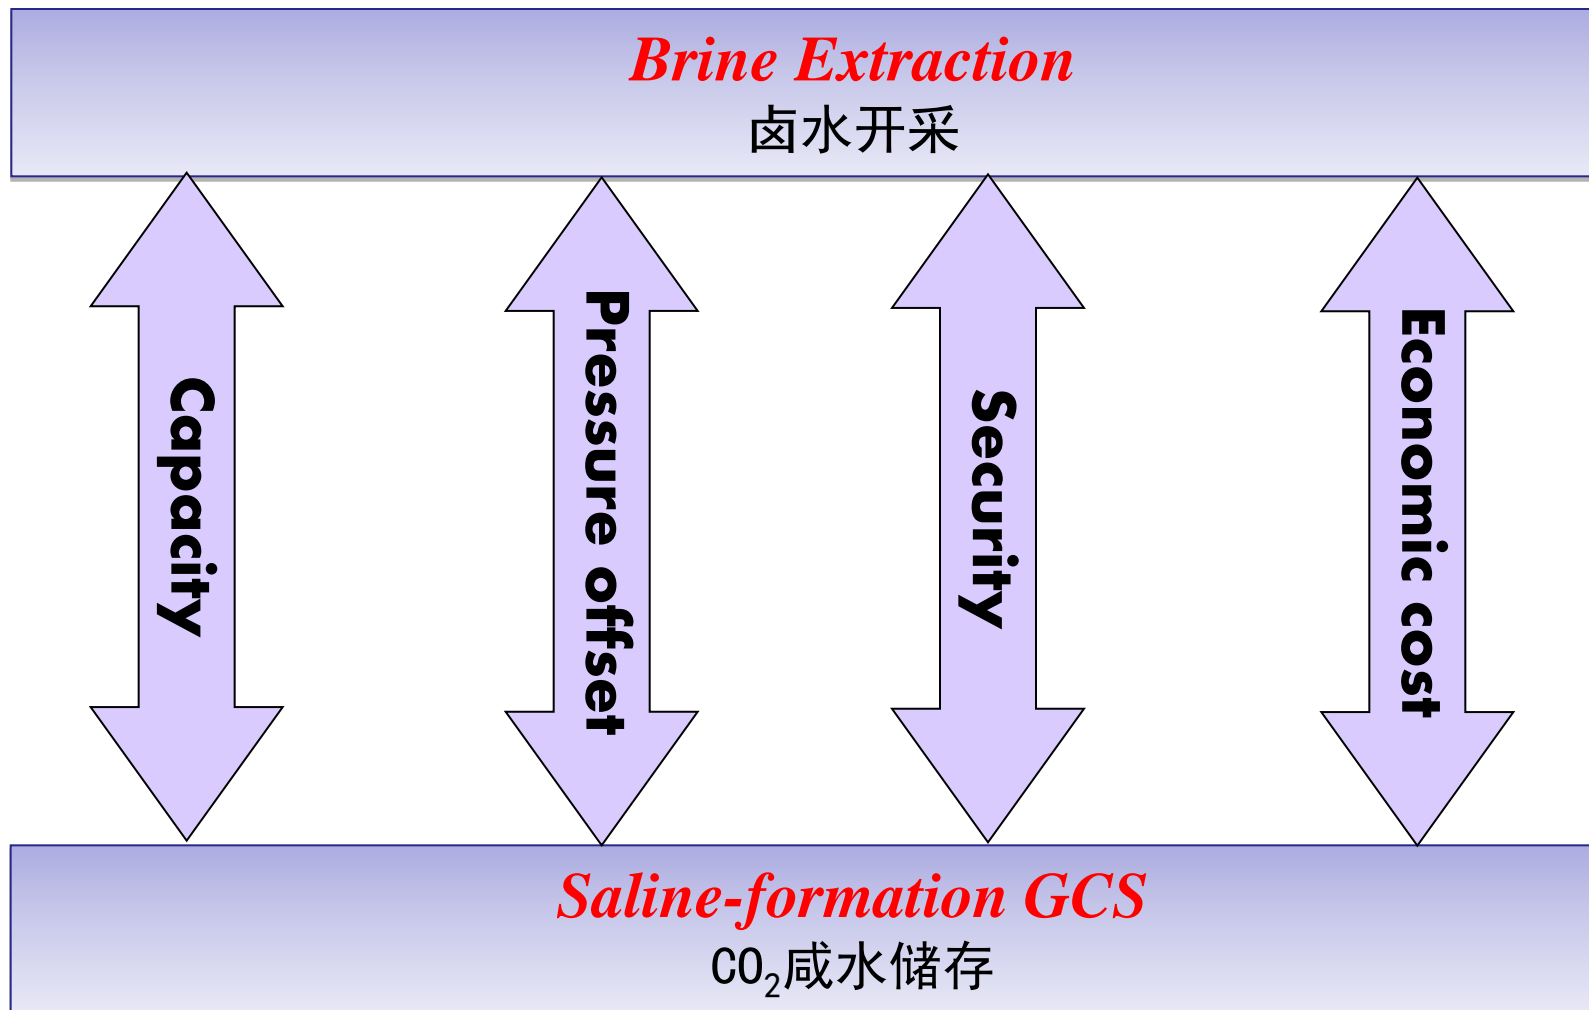 Brine Extraction
卤水开采
Capacity
Pressure offset
Security
Economic cost
Saline-formation GCS
CO₂咸水储存